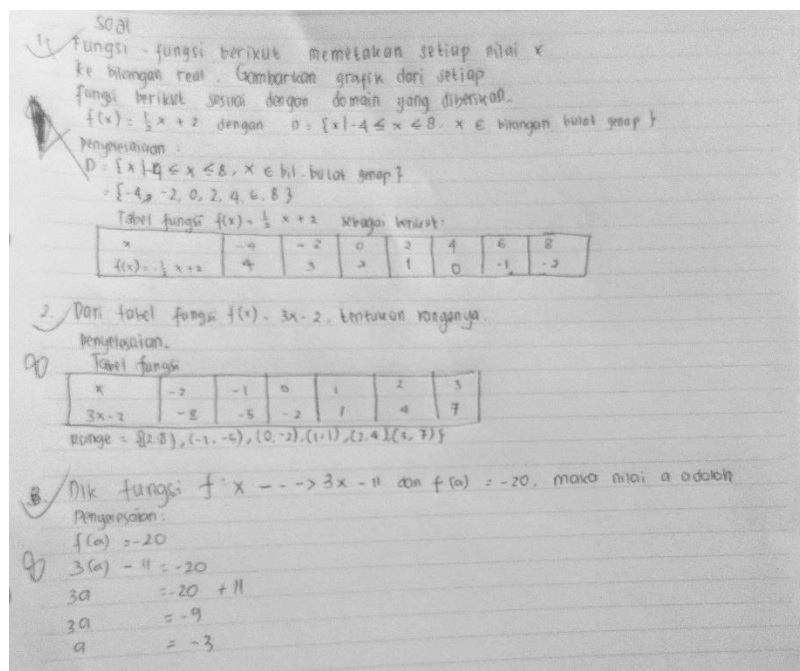 soal
1. Fungsi - fungsi berikut memetakan setiap nilai x
ke bilangan real. Gambarkan grafik dari setiap
fungsi berikut sesuai dengan domain yang diberikan.
f(x) = ½ x + 2 dengan D = {x|-4 ≤ x ≤ 8. x ∈ bilangan bulat genap }
Penyelesaian :
D = {x|-4 ≤ x ≤ 8, x ∈ bil. bulat genap }
= {-4, -2, 0, 2, 4, 6, 8 }
Tabel fungsi f(x) = ½ x + 2 sebagai berikut.
x -4 -2 0 2 4 6 8
f(x) = -½ x + 2 4 3 2 1 0 -1 -2
2. Dari tabel fungsi f(x) = 3x - 2. tentukan rangenya.
Penyelesaian.
Tabel fungsi
x -2 -1 0 1 2 3
3x - 2 -8 -5 -2 1 4 7
Range = {(2.8), (-1, -5), (0, -2), (1,1), (2,4), (3, 7) }
3. Dik fungsi f : x ---> 3x - 11 dan f(a) = -20. maka nilai a adalah
Penyelesaian :
f(a) = -20
3(a) - 11 = -20
3a = -20 + 11
3a = -9
a = -3